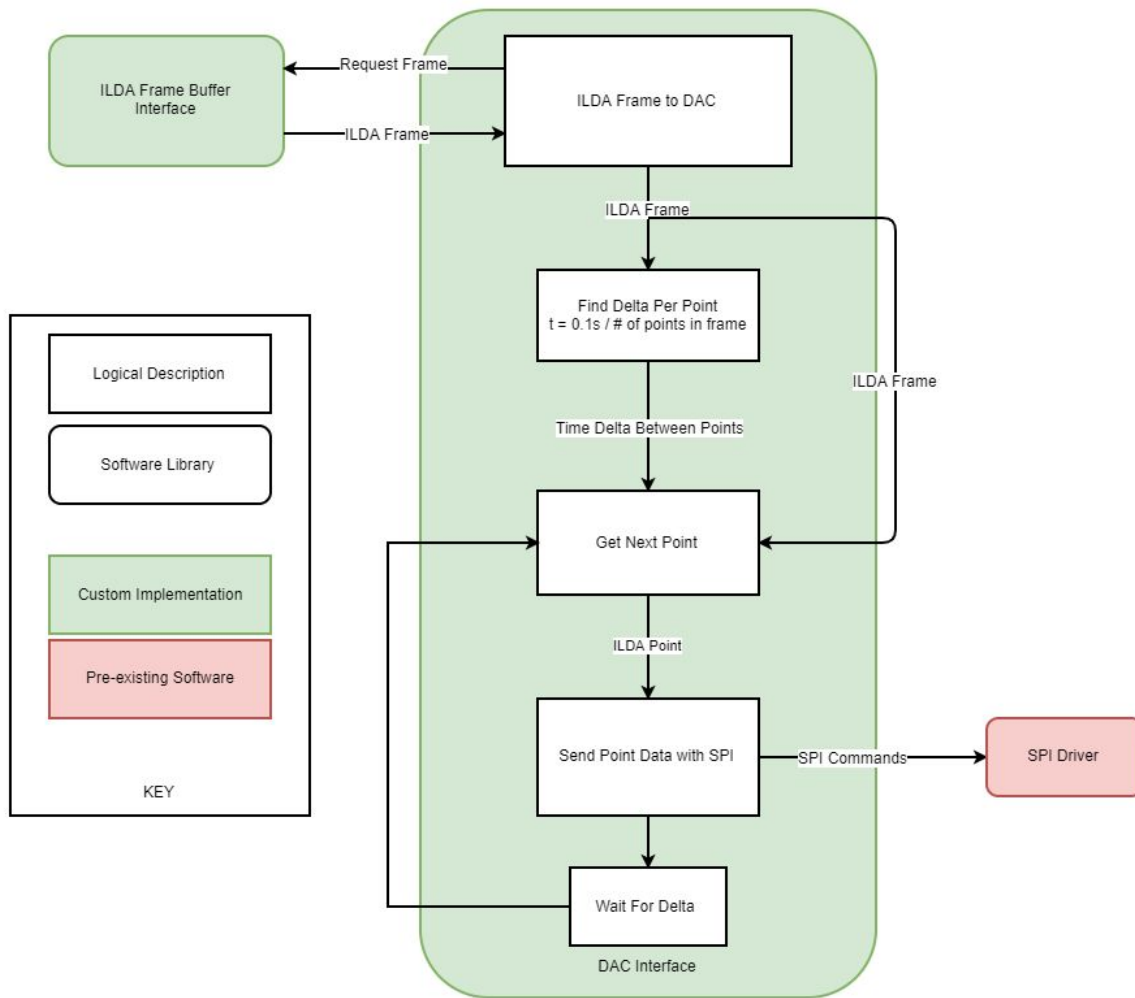 Request Frame
ILDA Frame Buffer
Interface
ILDA Frame to DAC
ILDA Frame
ILDA Frame
Find Delta Per Point
t = 0.1s / # of points in frame
ILDA Frame
Logical Description
Time Delta Between Points
Software Library
Get Next Point
Custom Implementation
ILDA Point
Pre-existing Software
Send Point Data with SPI
SPI Commands
SPI Driver
KEY
Wait For Delta
DAC Interface